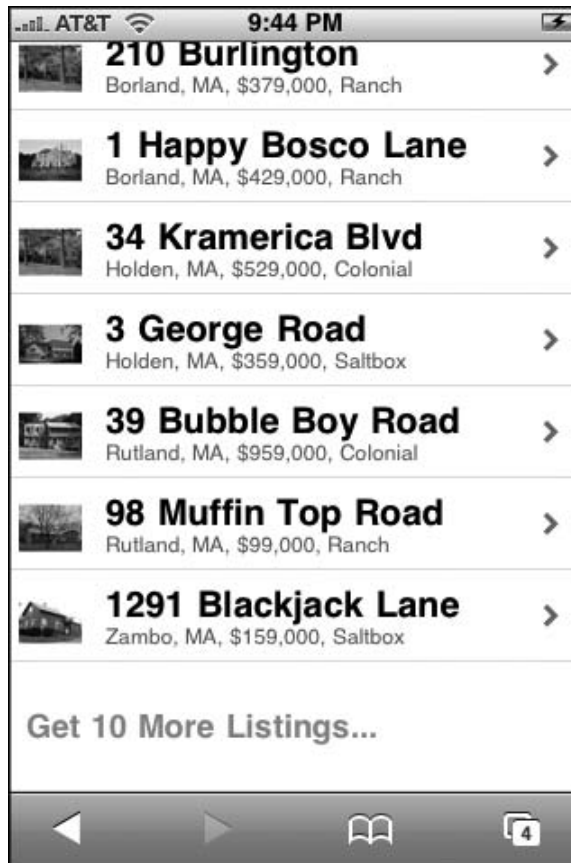 AT&T 9:44 PM
210 Burlington
Borland, MA, $379,000, Ranch
1 Happy Bosco Lane
Borland, MA, $429,000, Ranch
34 Kramerica Blvd
Holden, MA, $529,000, Colonial
3 George Road
Holden, MA, $359,000, Saltbox
39 Bubble Boy Road
Rutland, MA, $959,000, Colonial
98 Muffin Top Road
Rutland, MA, $99,000, Ranch
1291 Blackjack Lane
Zambo, MA, $159,000, Saltbox
Get 10 More Listings...
4